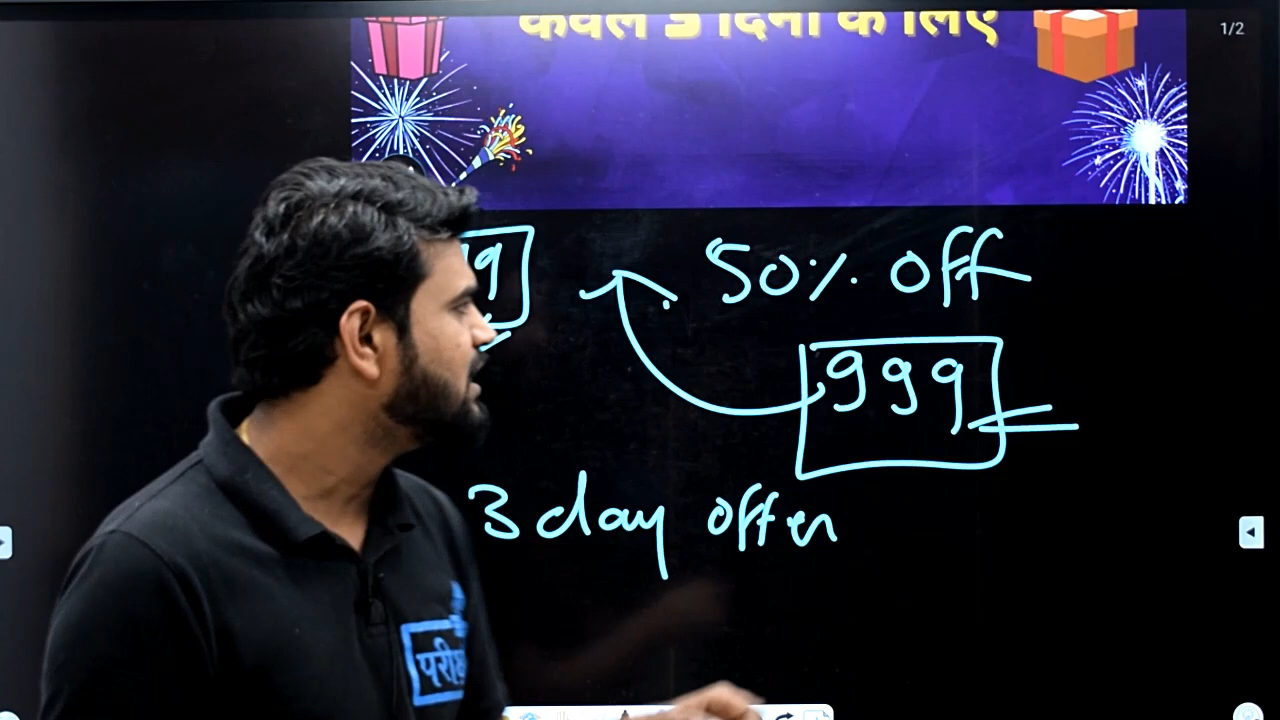 केवल 3 दिनों के लिए
1/2
50% off
999
3 day offer